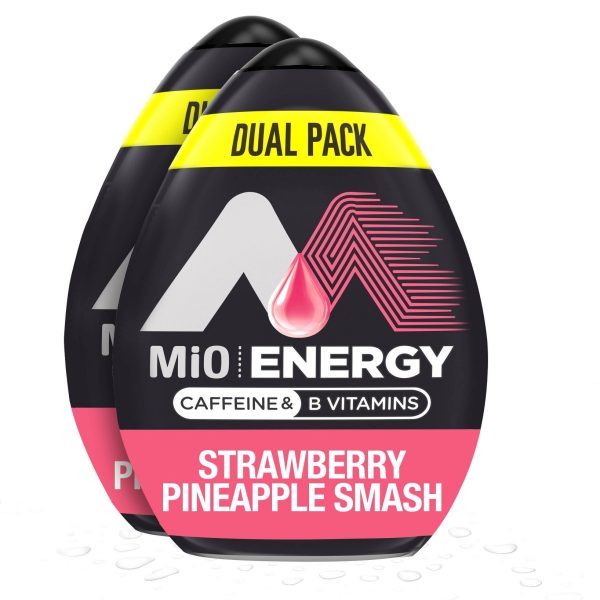 DUAL PACK
MiO ENERGY
CAFFEINE & B VITAMINS
STRAWBERRY
PINEAPPLE SMASH